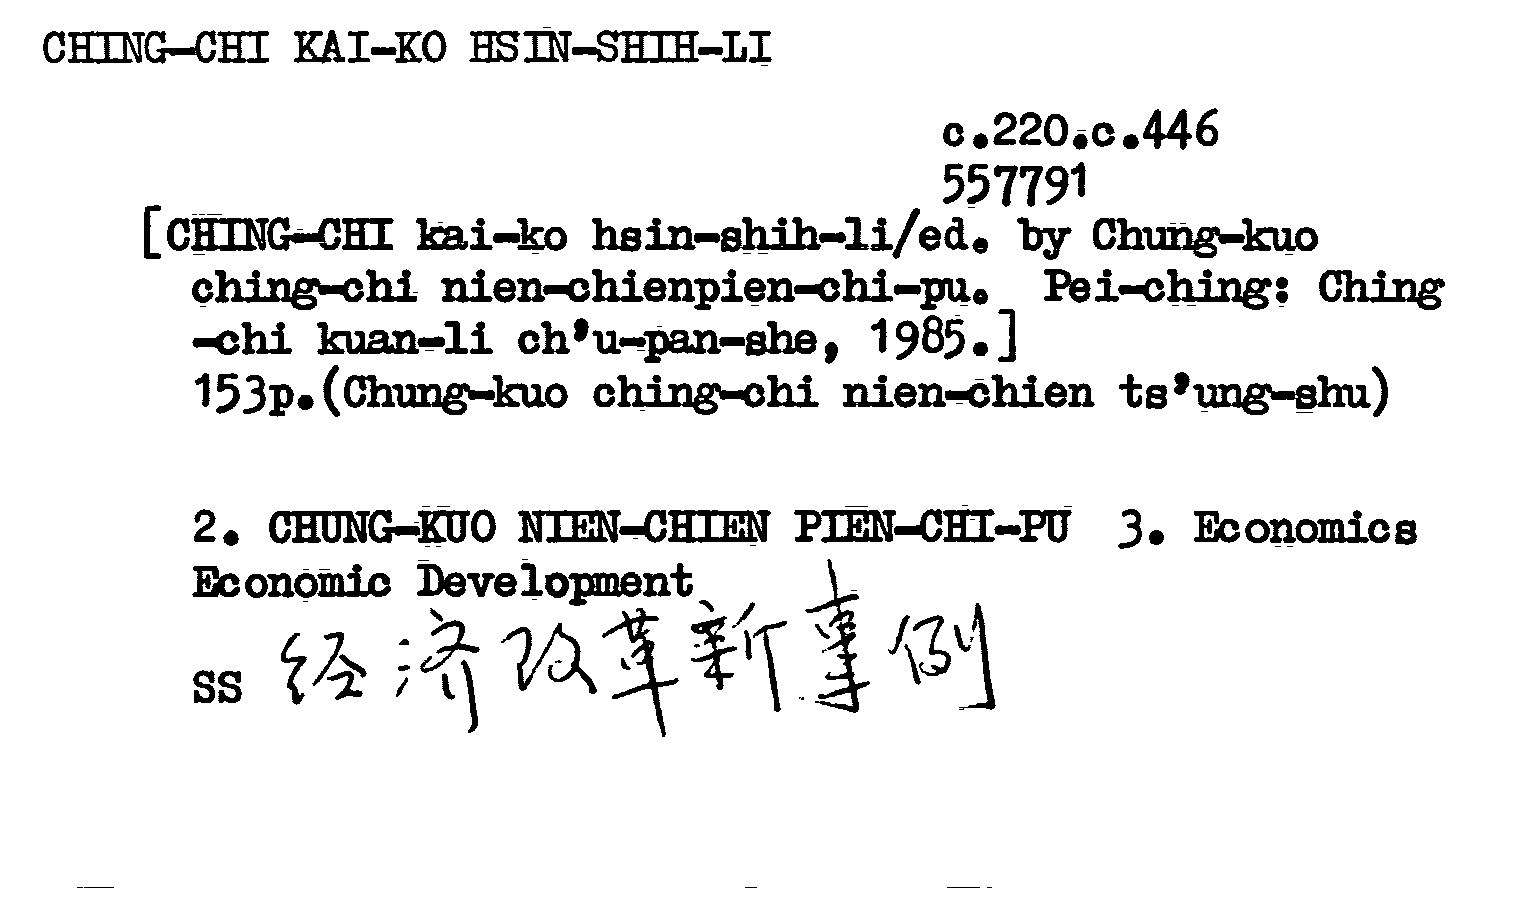 CHING-CHI KAI-KO HSIN-SHIH-LI
c.220.c.446
557791
[CHING-CHI kai-ko hsin-shih-li/ed. by Chung-kuo
ching-chi nien-chienpien-chi-pu. Pei-ching: Ching
-chi kuan-li ch'u-pan-she, 1985.]
153p.(Chung-kuo ching-chi nien-chien ts'ung-shu)
2. CHUNG-KUO NIEN-CHIEN PIEN-CHI-PU 3. Economics
Economic Development
SS 经济改革新事例